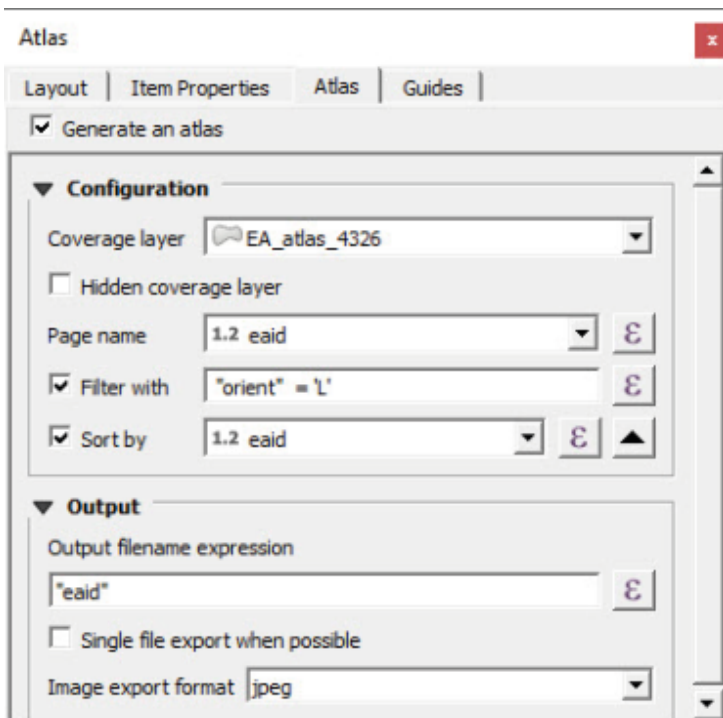 Atlas
x
Layout Item Properties Atlas Guides
Generate an atlas
Configuration
Coverage layer EA_atlas_4326
Hidden coverage layer
Page name 1.2 eaid ε
Filter with "orient" = 'L' ε
Sort by 1.2 eaid ε
Output
Output filename expression
"eaid" ε
Single file export when possible
Image export format jpeg